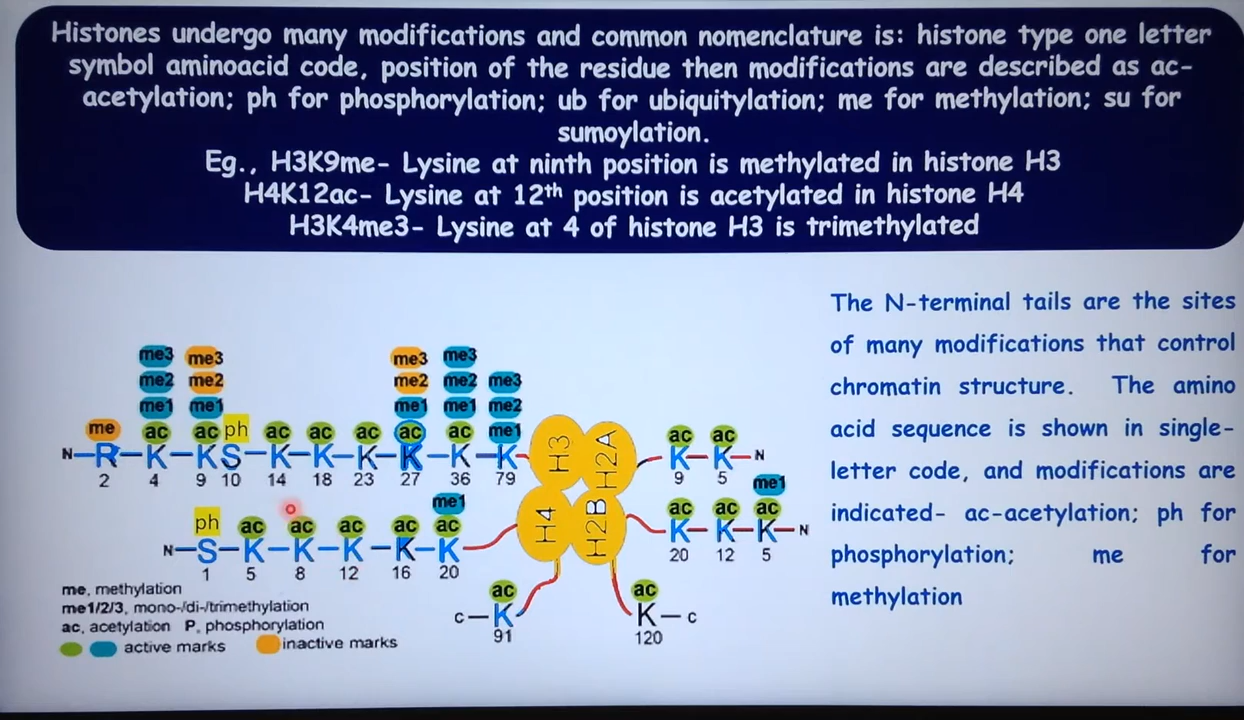 Histones undergo many modifications and common nomenclature is: histone type one letter
symbol aminoacid code, position of the residue then modifications are described as ac-
acetylation; ph for phosphorylation; ub for ubiquitylation; me for methylation; su for
sumoylation.
Eg., H3K9me- Lysine at ninth position is methylated in histone H3
H4K12ac- Lysine at 12th position is acetylated in histone H4
H3K4me3- Lysine at 4 of histone H3 is trimethylated
The N-terminal tails are the sites
of many modifications that control
chromatin structure. The amino
acid sequence is shown in single-
letter code, and modifications are
indicated- ac-acetylation; ph for
phosphorylation; me for
methylation
me3 me3 me3 me3
me2 me2 me2 me2 me3
me1 me1 me1 me1 me2
me ac ac ph ac ac ac ac ac me1
N-R-K-KS-K-K-K-K-K-K
2 4 9 10 14 18 23 27 36 79
H3 H2A
H4 H2B
ac ac
K-K-N
9 5
me1
ph ac ac ac ac ac
N-S-K-K-K-K-K
1 5 8 12 16 20
me1
ac ac ac
K-K-K-N
20 12 5
ac
C-K
91
ac
K-C
120
me, methylation
me1/2/3, mono-/di-/trimethylation
ac, acetylation P, phosphorylation
active marks inactive marks